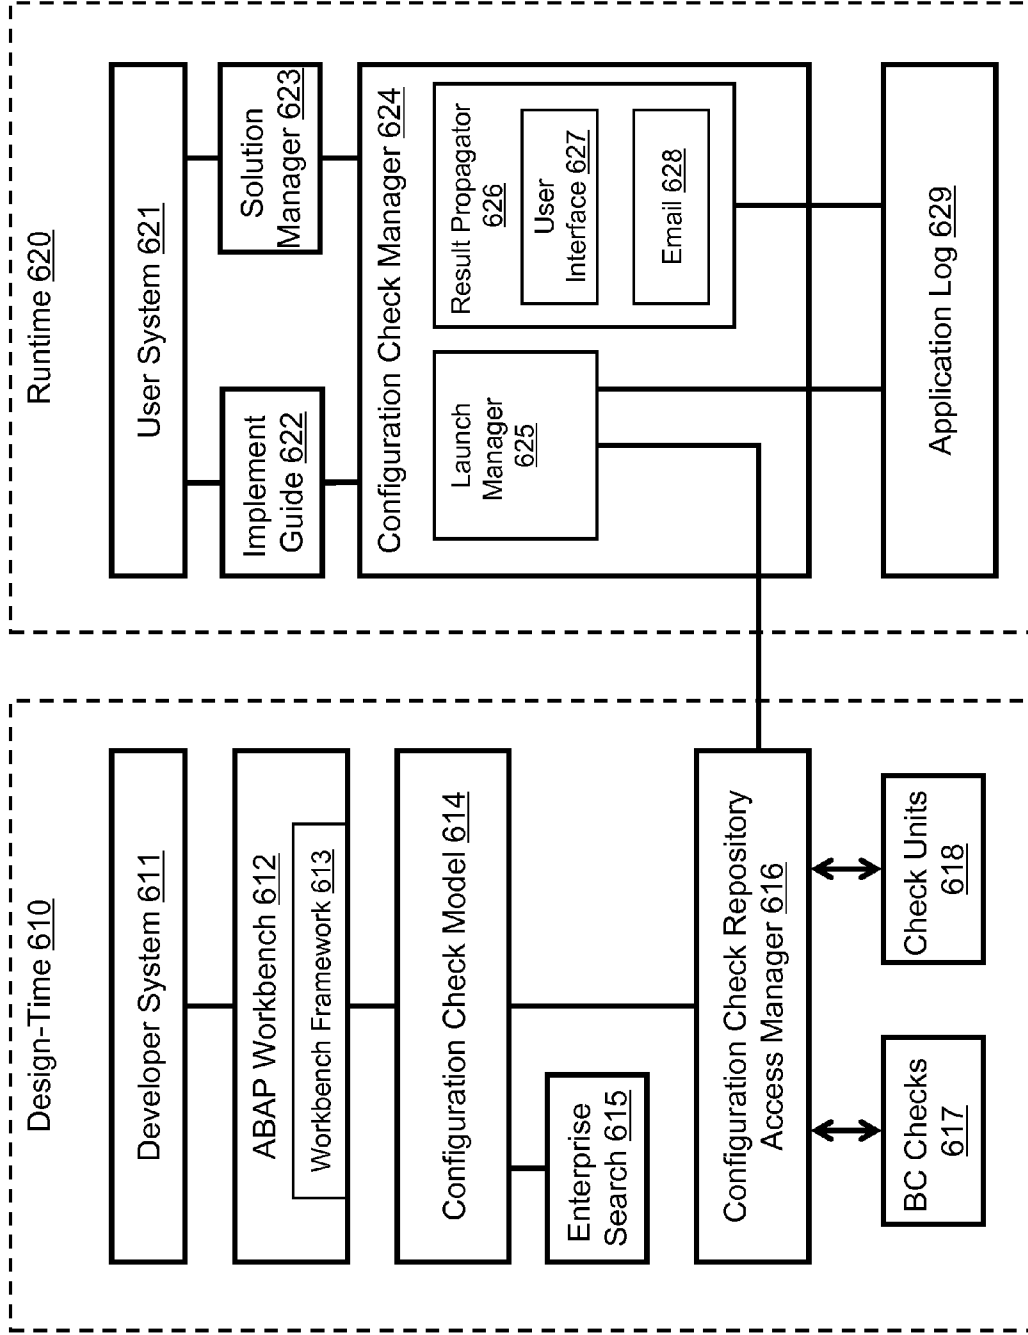 Design-Time 610
Developer System 611
ABAP Workbench 612
Workbench Framework 613
Configuration Check Model 614
Enterprise
Search 615
Configuration Check Repository
Access Manager 616
BC Checks
617
Check Units
618
Runtime 620
User System 621
Implement
Guide 622
Solution
Manager 623
Configuration Check Manager 624
Launch
Manager
625
Result Propagator
626
User
Interface 627
Email 628
Application Log 629